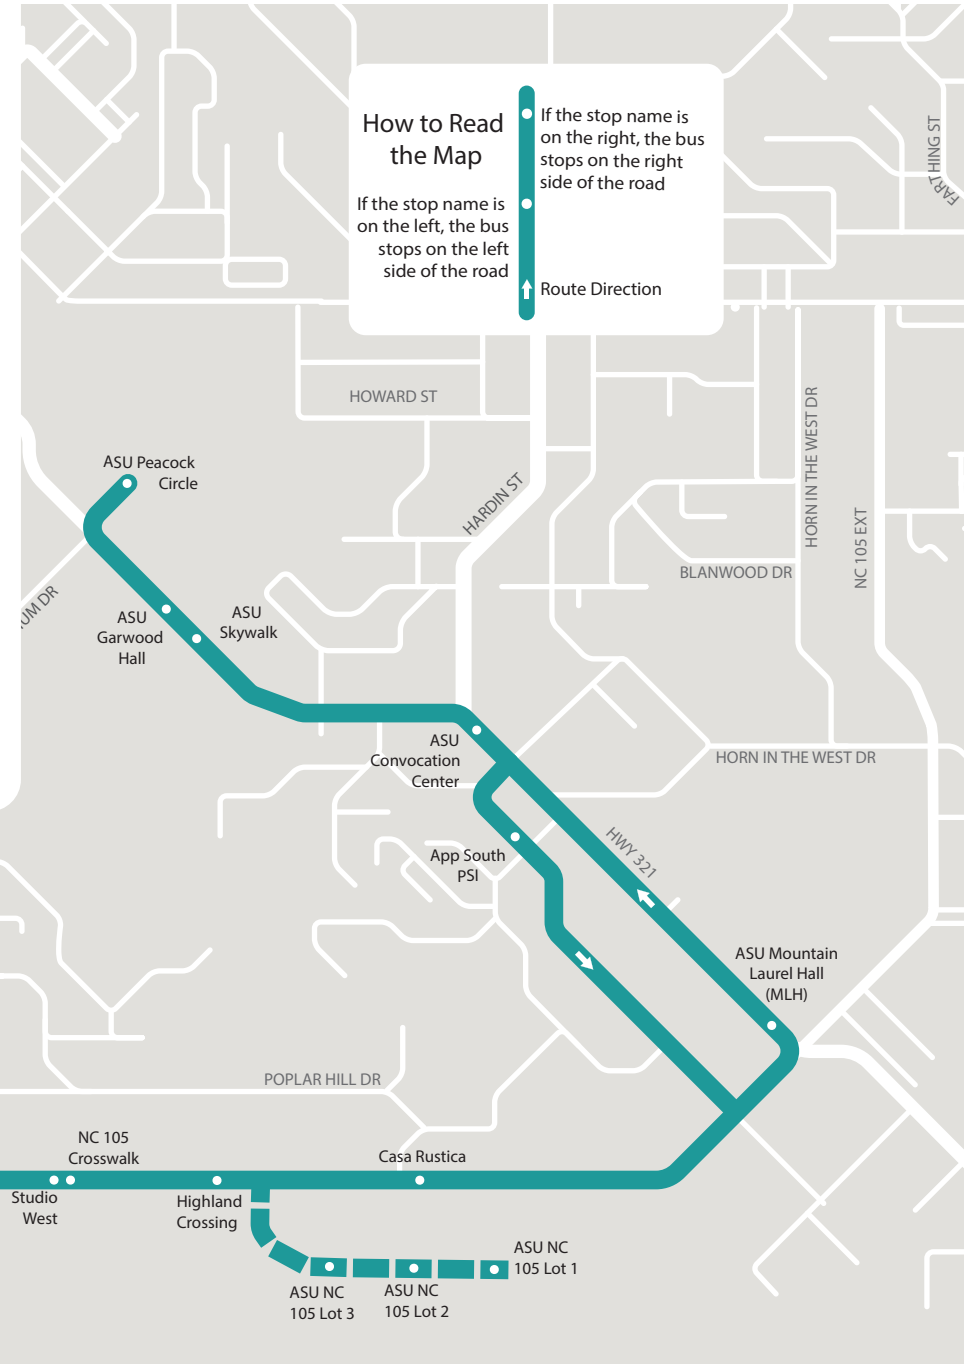 How to Read
the Map
If the stop name is
on the right, the bus
stops on the right
side of the road
If the stop name is
on the left, the bus
stops on the left
side of the road
Route Direction
FARTHING ST
HOWARD ST
HORN IN THE WEST DR
HARDIN ST
NC 105 EXT
ASU Peacock
Circle
BLANWOOD DR
UM DR
ASU
Garwood
Hall
ASU
Skywalk
ASU
Convocation
Center
HORN IN THE WEST DR
HWY 321
App South
PSI
ASU Mountain
Laurel Hall
(MLH)
POPLAR HILL DR
NC 105
Crosswalk
Casa Rustica
Studio
West
Highland
Crossing
ASU NC
105 Lot 1
ASU NC
105 Lot 2
ASU NC
105 Lot 3